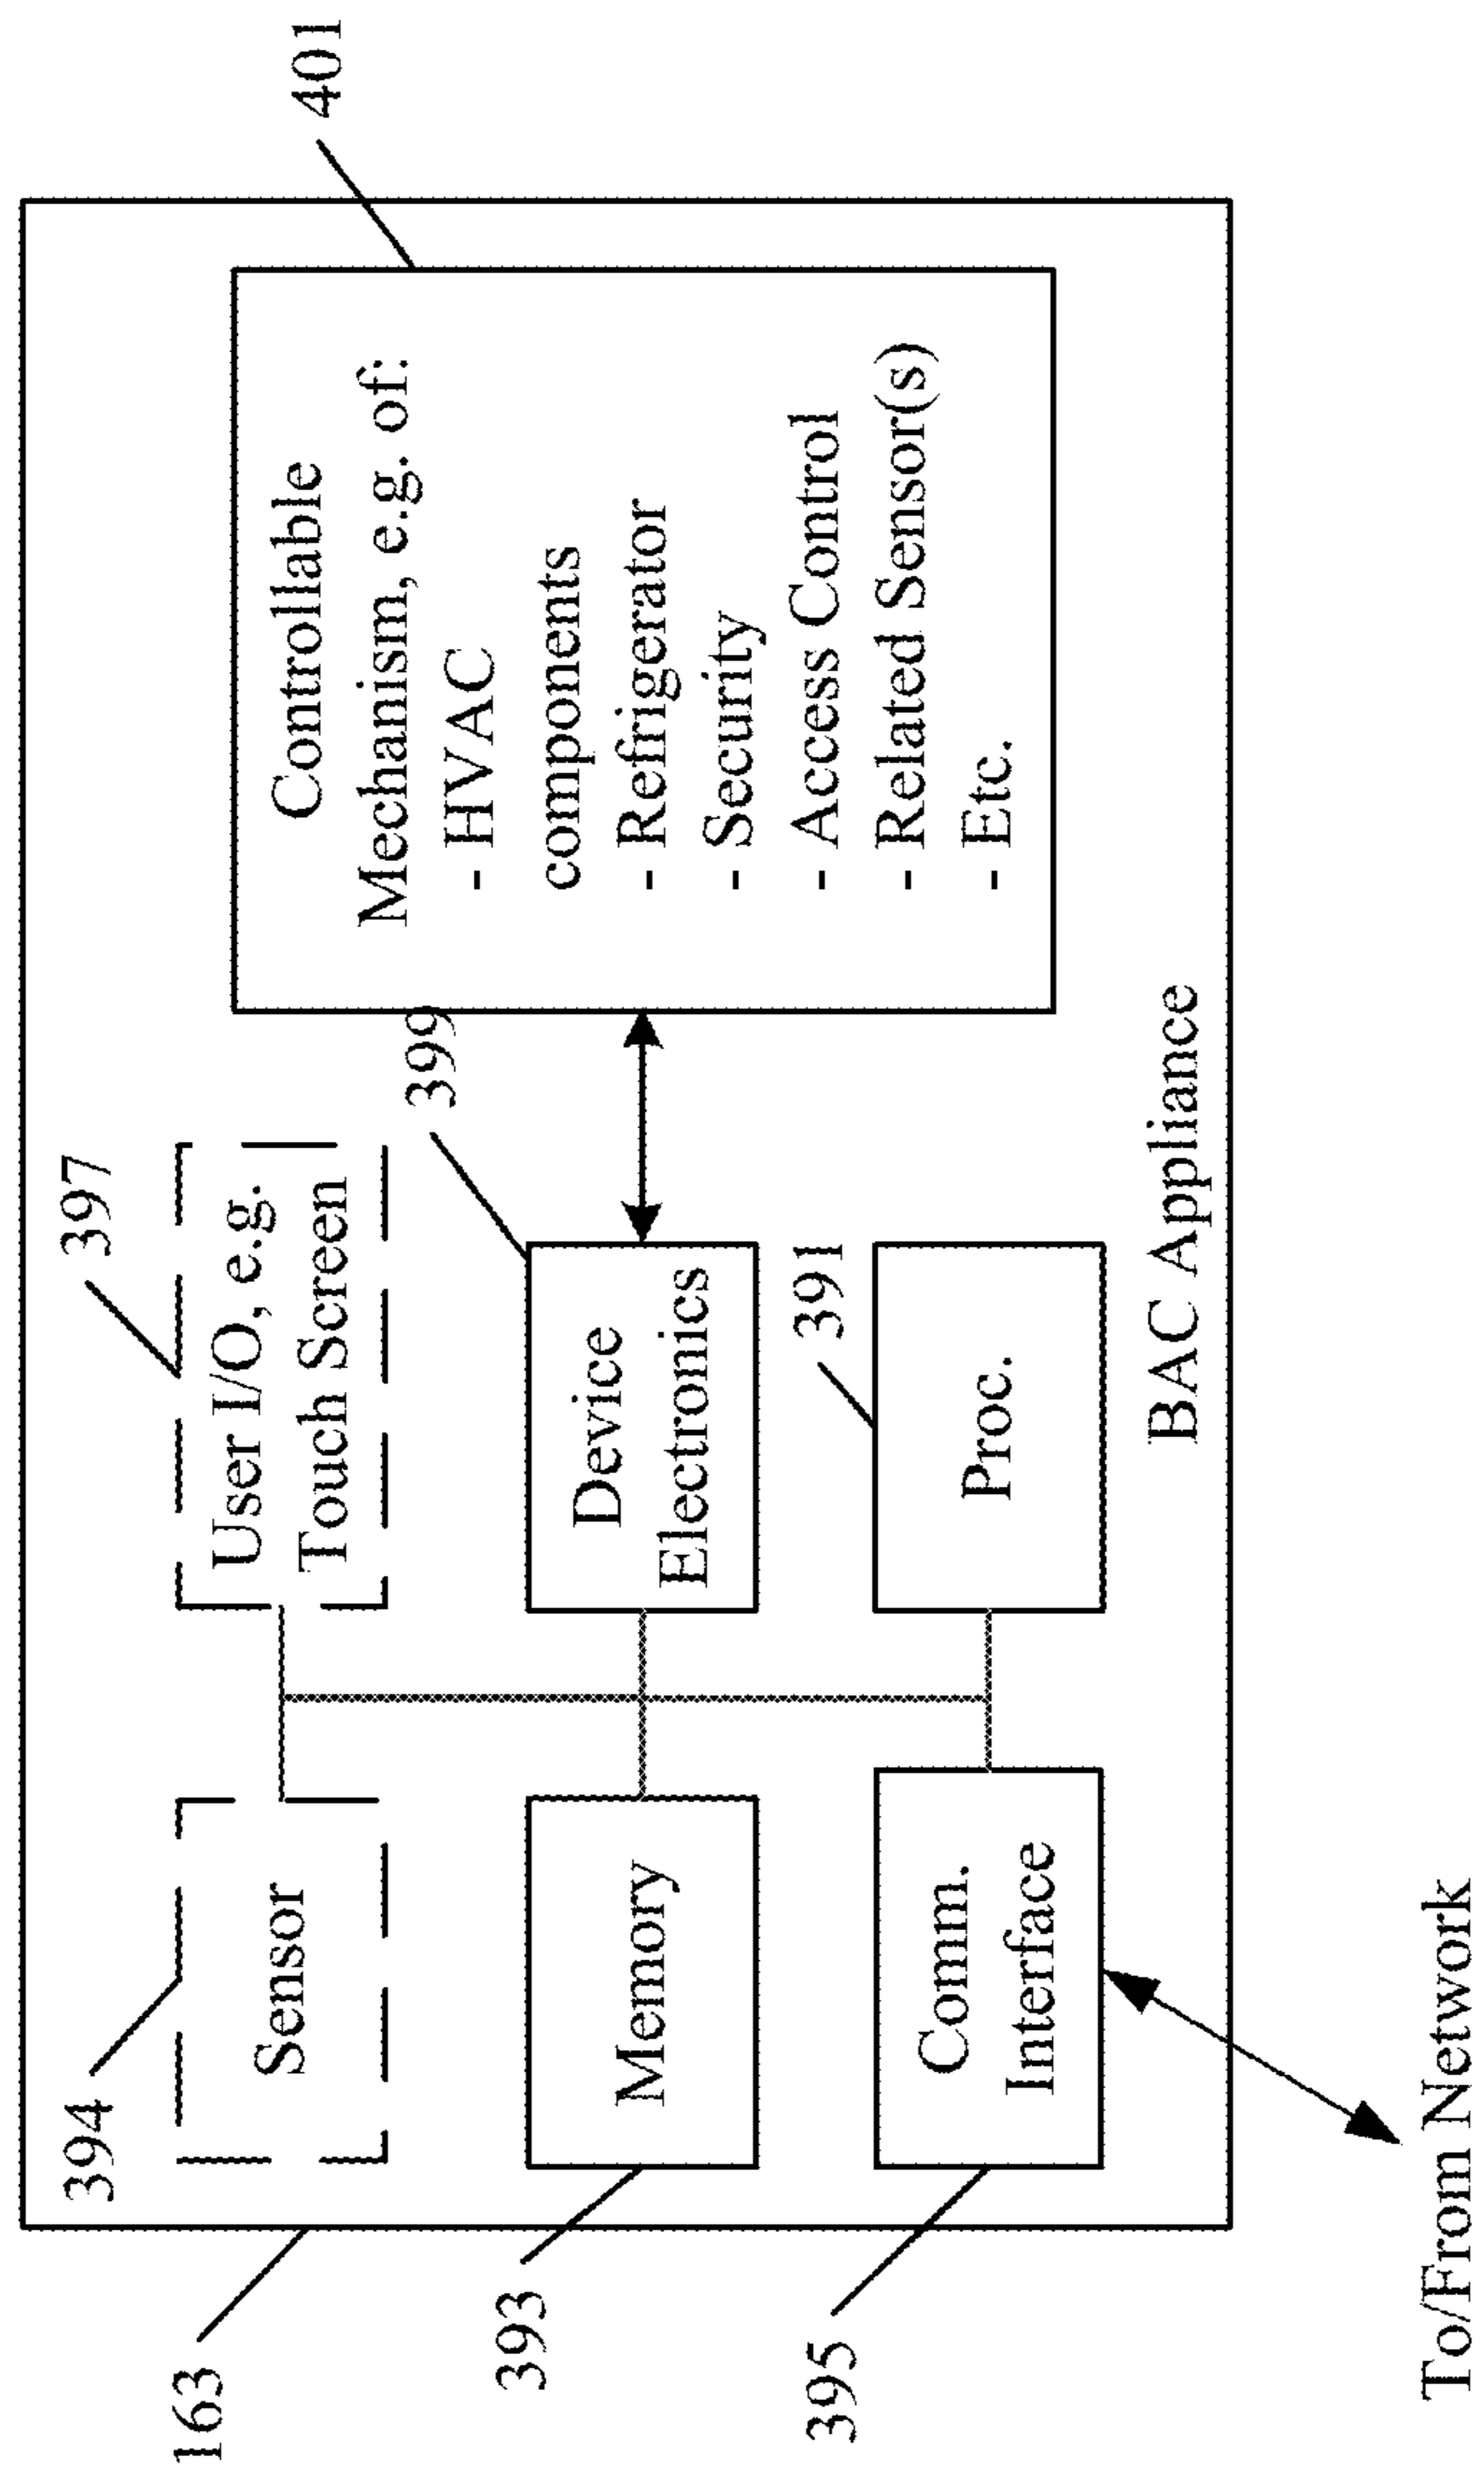 394
397
401
Sensor
User I/O, e.g.
Touch Screen
163
399
Controllable
Mechanism, e.g. of:
- HVAC
components
- Refrigerator
- Security
- Access Control
- Related Sensor(s)
- Etc.
Memory
Device
Electronics
393
391
Comm.
Interface
Proc.
395
BAC Appliance
To/From Network